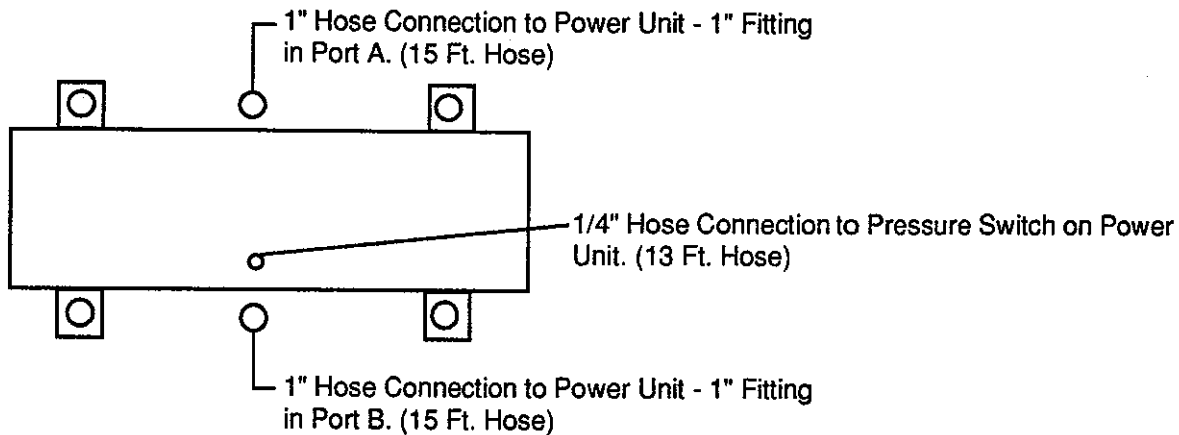 1" Hose Connection to Power Unit - 1" Fitting
in Port A. (15 Ft. Hose)
1/4" Hose Connection to Pressure Switch on Power
Unit. (13 Ft. Hose)
1" Hose Connection to Power Unit - 1" Fitting
in Port B. (15 Ft. Hose)